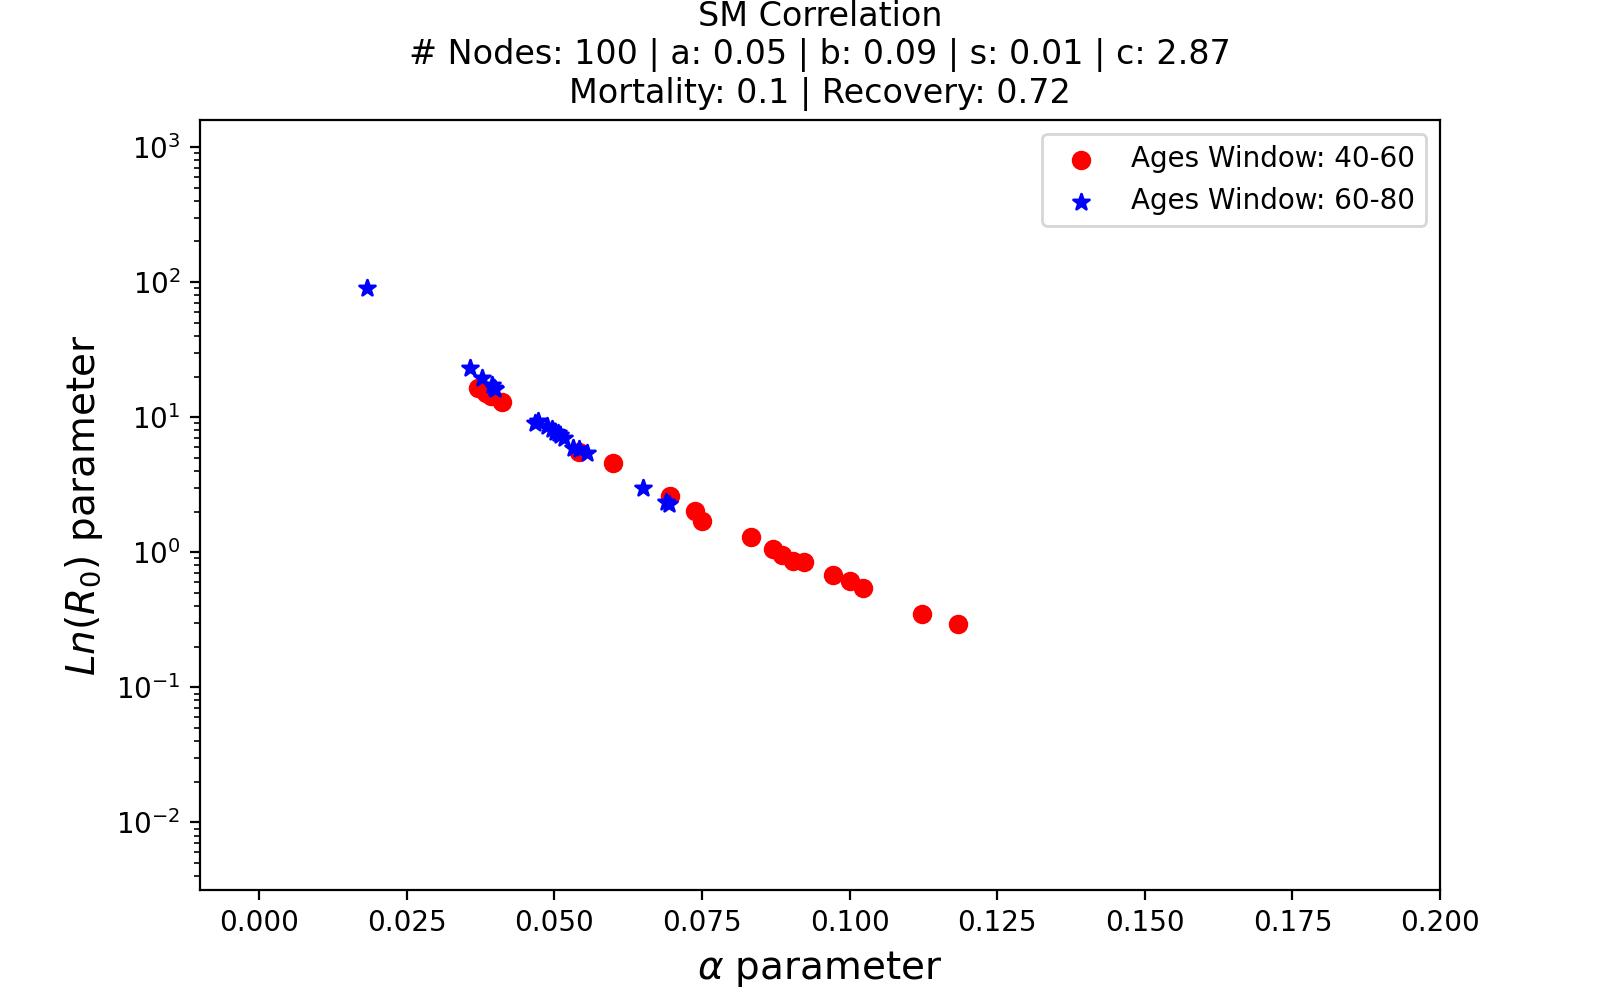 SM Correlation
# Nodes: 100 | a: 0.05 | b: 0.09 | s: 0.01 | c: 2.87
Mortality: 0.1 | Recovery: 0.72
Ages Window: 40-60
Ages Window: 60-80
10³
10²
10¹
10⁰
10⁻¹
10⁻²
Ln(R₀) parameter
0.000 0.025 0.050 0.075 0.100 0.125 0.150 0.175 0.200
α parameter